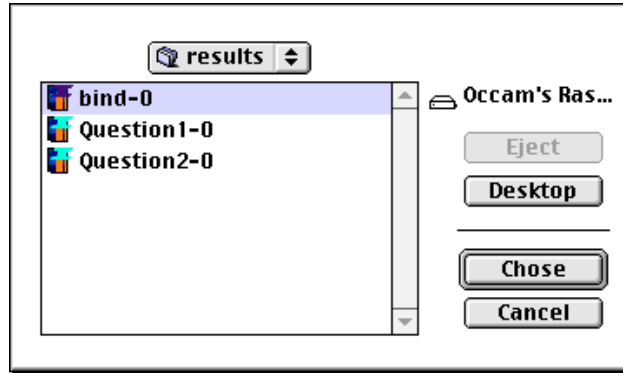 results
bind-0
Question1-0
Question2-0
Occam's Ras...
Eject
Desktop
Chose
Cancel